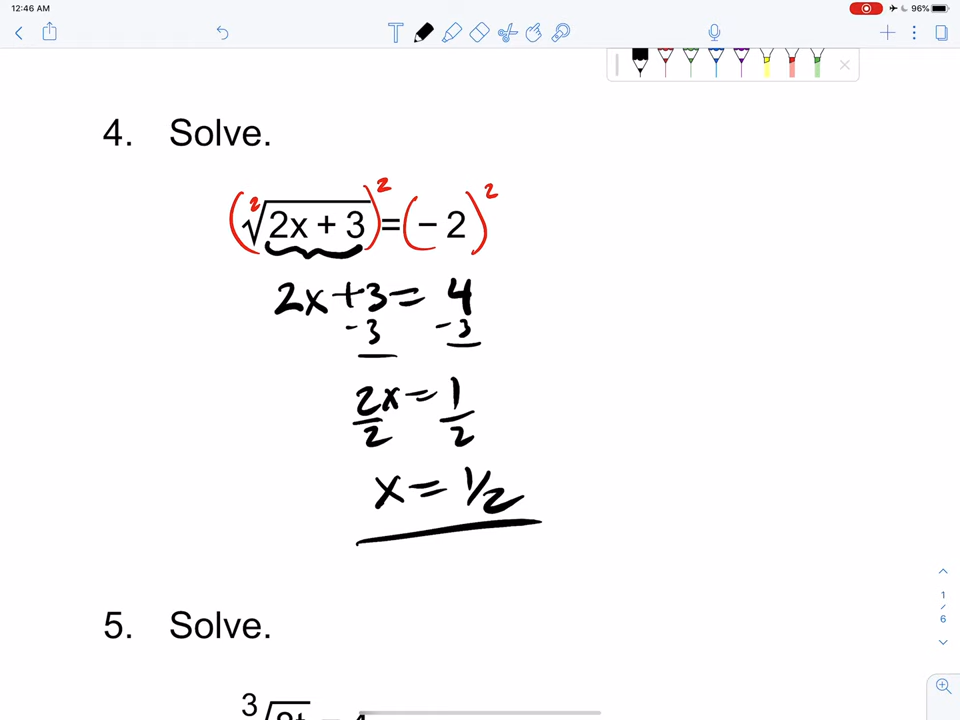 12:46 AM
96%
T
4. Solve.
(²√2x + 3)² = (− 2)²
2x + 3 = 4
-3 -3
2x = 1
2 2
x = 1/2
1
/
6
5. Solve.
3